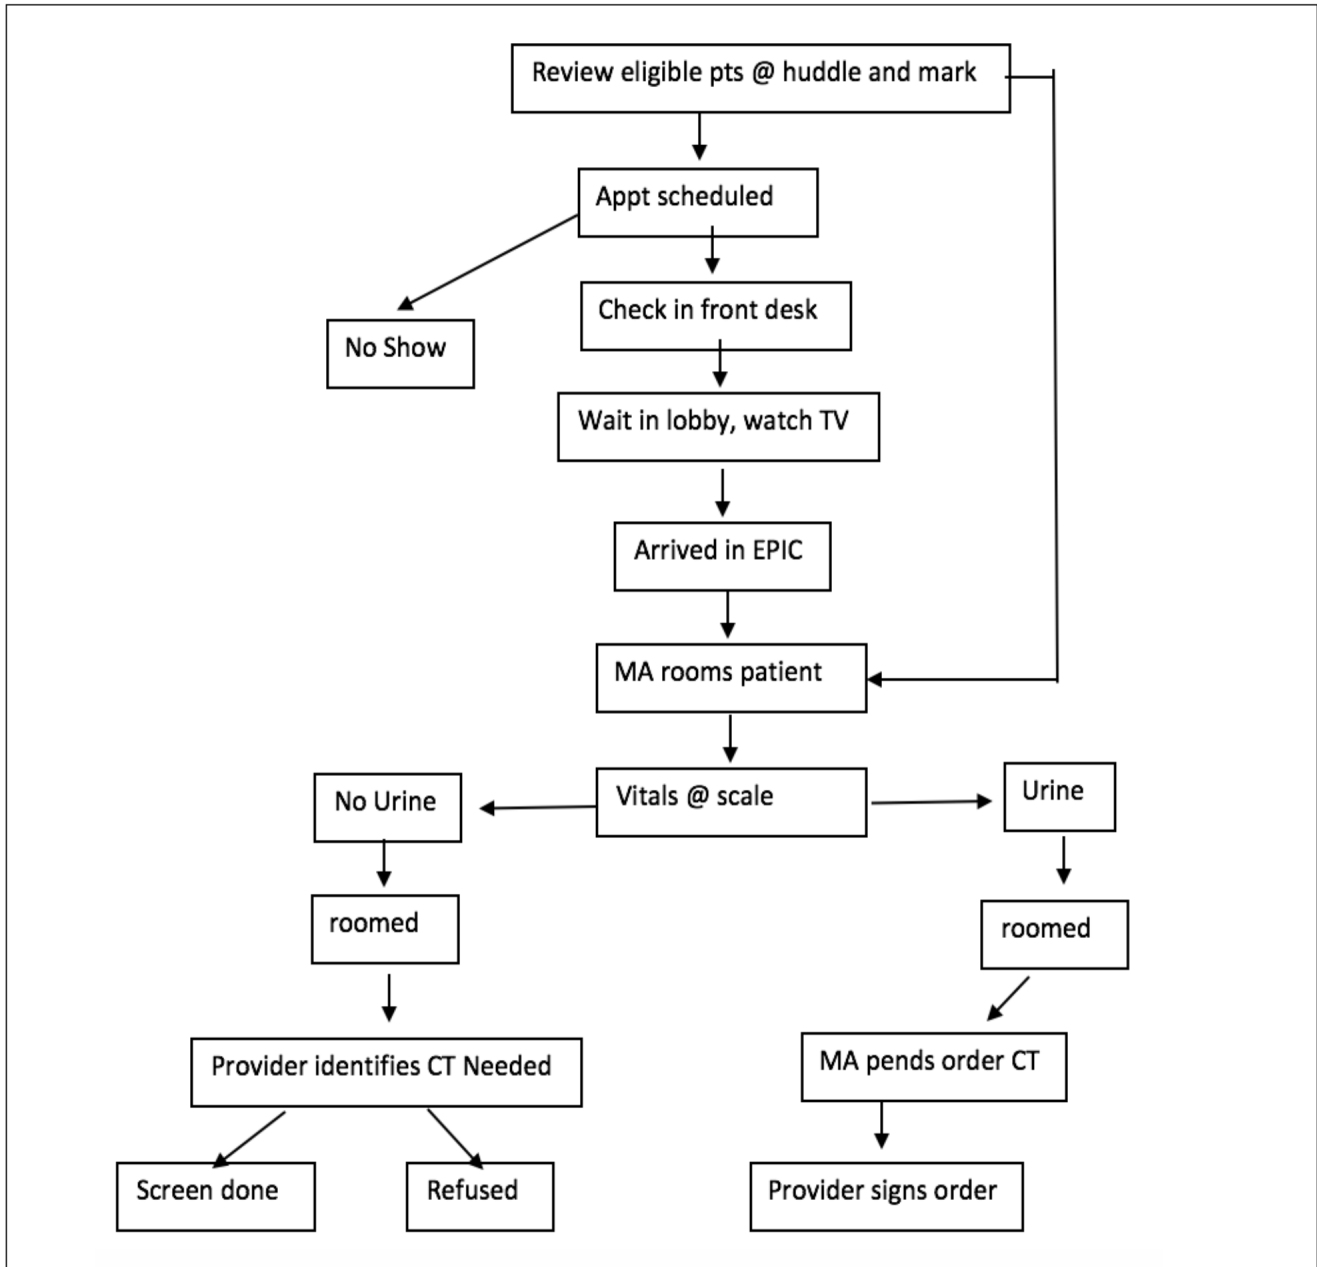 Review eligible pts @ huddle and mark
Appt scheduled
Check in front desk
No Show
Wait in lobby, watch TV
Arrived in EPIC
MA rooms patient
No Urine
Vitals @ scale
Urine
roomed
roomed
Provider identifies CT Needed
MA pends order CT
Screen done
Refused
Provider signs order